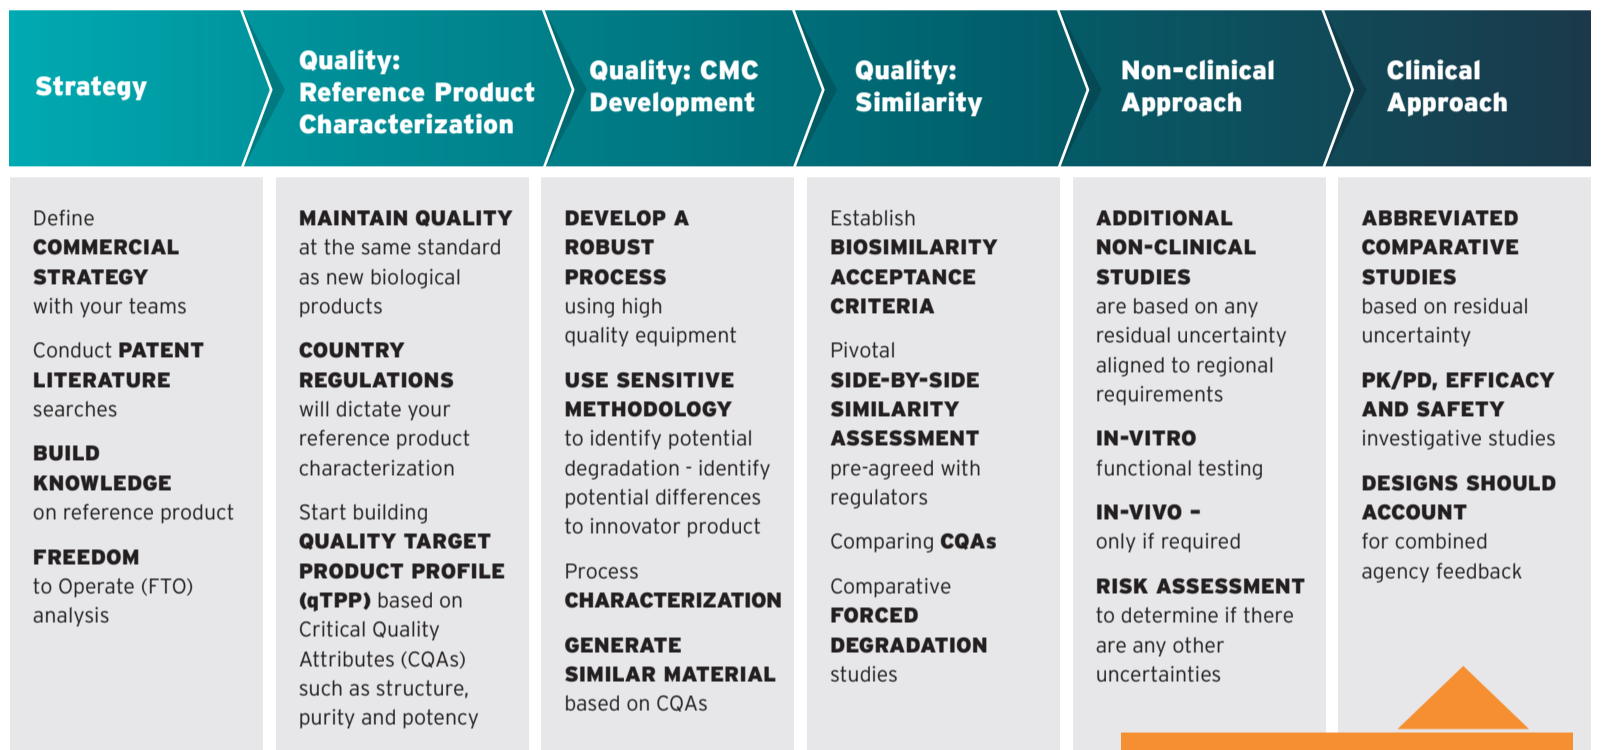 Strategy
Quality:
Reference Product
Characterization
Quality: CMC
Development
Quality:
Similarity
Non-clinical
Approach
Clinical
Approach
Define
COMMERCIAL
STRATEGY
with your teams
Conduct PATENT
LITERATURE
searches
BUILD
KNOWLEDGE
on reference product
FREEDOM
to Operate (FTO)
analysis
MAINTAIN QUALITY
at the same standard
as new biological
products
COUNTRY
REGULATIONS
will dictate your
reference product
characterization
Start building
QUALITY TARGET
PRODUCT PROFILE
(qTPP) based on
Critical Quality
Attributes (CQAs)
such as structure,
purity and potency
DEVELOP A
ROBUST
PROCESS
using high
quality equipment
USE SENSITIVE
METHODOLOGY
to identify potential
degradation - identify
potential differences
to innovator product
Process
CHARACTERIZATION
GENERATE
SIMILAR MATERIAL
based on CQAs
Establish
BIOSIMILARITY
ACCEPTANCE
CRITERIA
Pivotal
SIDE-BY-SIDE
SIMILARITY
ASSESSMENT
pre-agreed with
regulators
Comparing CQAs
Comparative
FORCED
DEGRADATION
studies
ADDITIONAL
NON-CLINICAL
STUDIES
are based on any
residual uncertainty
aligned to regional
requirements
IN-VITRO
functional testing
IN-VIVO –
only if required
RISK ASSESSMENT
to determine if there
are any other
uncertainties
ABBREVIATED
COMPARATIVE
STUDIES
based on residual
uncertainty
PK/PD, EFFICACY
AND SAFETY
investigative studies
DESIGNS SHOULD
ACCOUNT
for combined
agency feedback